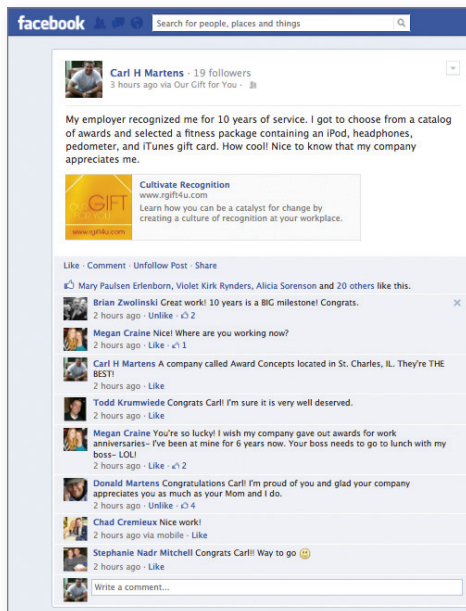 facebook
Search for people, places and things
Carl H Martens · 19 followers
3 hours ago via Our Gift for You ·
My employer recognized me for 10 years of service. I got to choose from a catalog
of awards and selected a fitness package containing an iPod, headphones,
pedometer, and iTunes gift card. How cool! Nice to know that my company
appreciates me.
OUR
GIFT
FOR YOU
www.rgift4u.com
Cultivate Recognition
www.rgift4u.com
Learn how you can be a catalyst for change by
creating a culture of recognition at your workplace.
Like · Comment · Unfollow Post · Share
Mary Paulsen Erlenborn, Violet Kirk Rynders, Alicia Sorenson and 20 others like this.
Brian Zwolinski Great work! 10 years is a BIG milestone! Congrats.
2 hours ago · Unlike · 2
Megan Craine Nice! Where are you working now?
2 hours ago · Like · 1
Carl H Martens A company called Award Concepts located in St. Charles, IL. They're THE
BEST!
2 hours ago · Like
Todd Krumwiede Congrats Carl! I'm sure it is very well deserved.
2 hours ago · Like
Megan Craine You're so lucky! I wish my company gave out awards for work
anniversaries- I've been at mine for 6 years now. Your boss needs to go to lunch with my
boss- LOL!
2 hours ago · Like · 2
Donald Martens Congratulations Carl! I'm proud of you and glad your company
appreciates you as much as your Mom and I do.
2 hours ago · Unlike · 4
Chad Cremieux Nice work!
2 hours ago via mobile · Like
Stephanie Nadr Mitchell Congrats Carl!! Way to go
2 hours ago · Like
Write a comment...